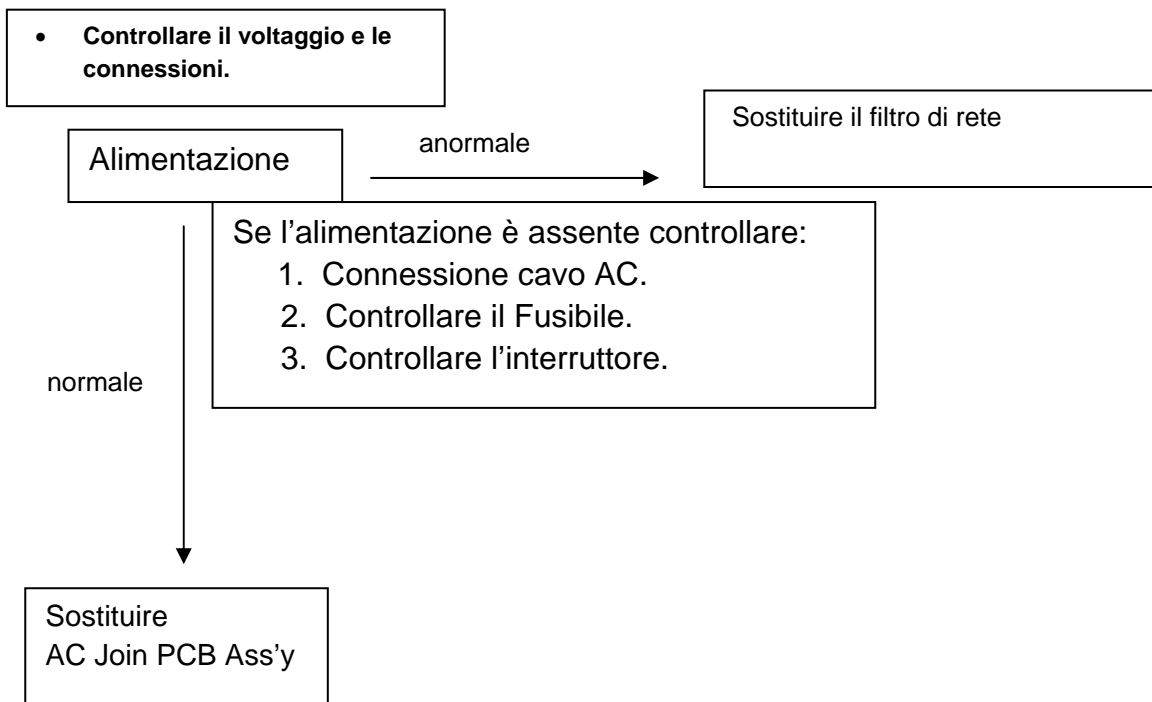 • Controllare il voltaggio e le
connessioni.
Sostituire il filtro di rete
anormale
Alimentazione
Se l’alimentazione è assente controllare:
1. Connessione cavo AC.
2. Controllare il Fusibile.
3. Controllare l’interruttore.
normale
Sostituire
AC Join PCB Ass’y